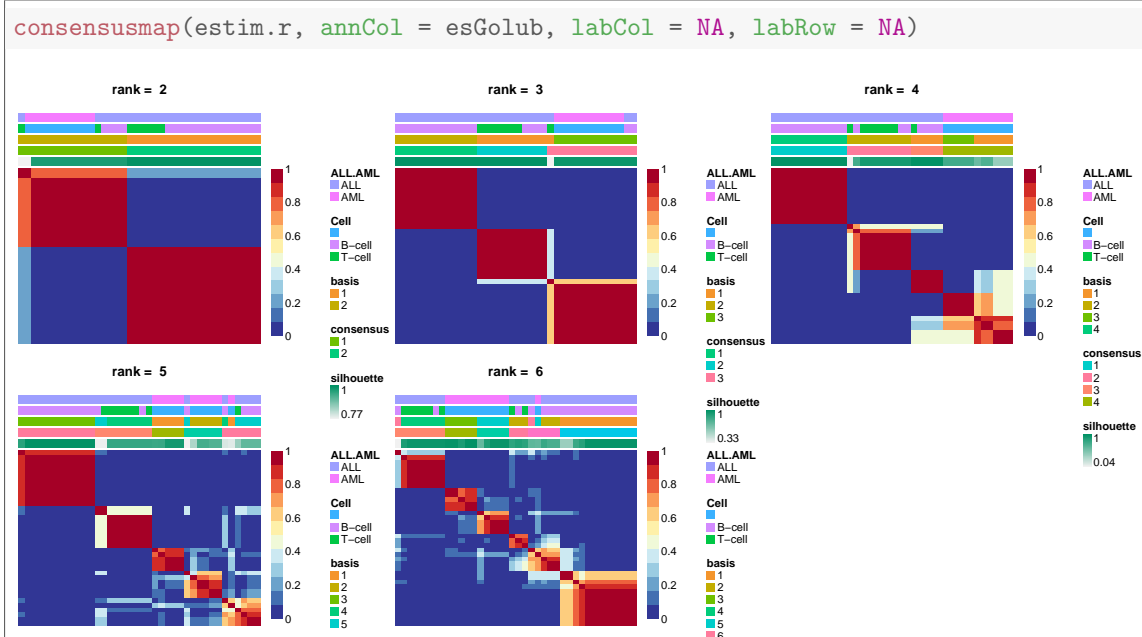 consensusmap(estim.r, annCol = esGolub, labCol = NA, labRow = NA)
rank = 2
1
0.8
0.6
0.4
0.2
0
ALL.AML
ALL
AML
Cell
B−cell
T−cell
basis
1
2
consensus
1
2
silhouette
1
0.77
rank = 3
1
0.8
0.6
0.4
0.2
0
ALL.AML
ALL
AML
Cell
B−cell
T−cell
basis
1
2
3
consensus
1
2
3
silhouette
1
0.33
rank = 4
1
0.8
0.6
0.4
0.2
0
ALL.AML
ALL
AML
Cell
B−cell
T−cell
basis
1
2
3
4
consensus
1
2
3
4
silhouette
1
0.04
rank = 5
1
0.8
0.6
0.4
0.2
0
ALL.AML
ALL
AML
Cell
B−cell
T−cell
basis
1
2
3
4
5
rank = 6
1
0.8
0.6
0.4
0.2
0
ALL.AML
ALL
AML
Cell
B−cell
T−cell
basis
1
2
3
4
5
6